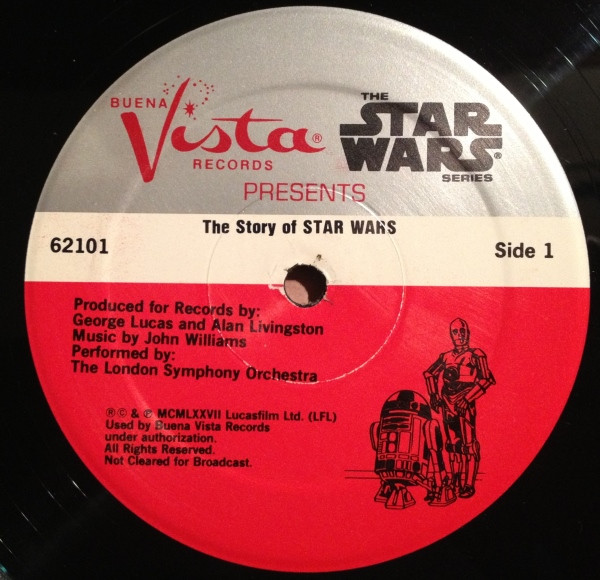 BUENA
Vista®
RECORDS
THE
STAR
WARS®
SERIES
PRESENTS
The Story of STAR WARS
62101
Side 1
Produced for Records by:
George Lucas and Alan Livingston
Music by John Williams
Performed by:
The London Symphony Orchestra
®© & ℗ MCMLXXVII Lucasfilm Ltd. (LFL)
Used by Buena Vista Records
under authorization.
All Rights Reserved.
Not Cleared for Broadcast.